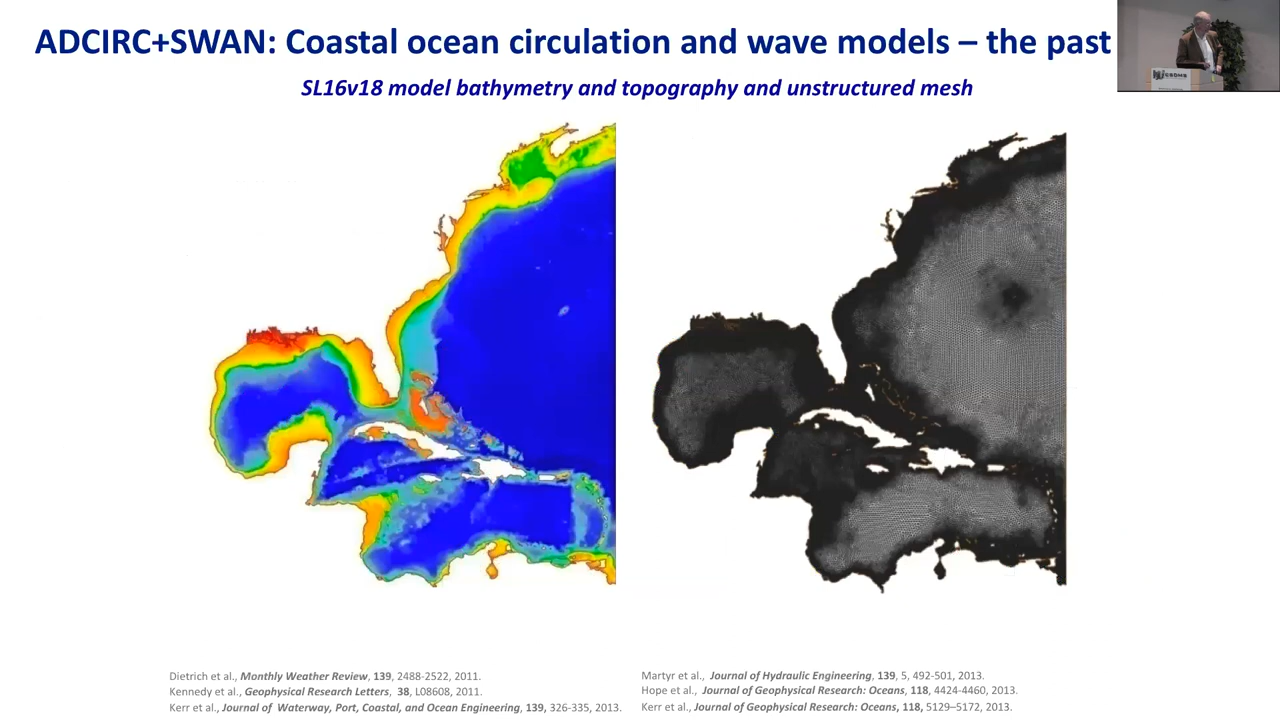 ADCIRC+SWAN: Coastal ocean circulation and wave models – the past
SL16v18 model bathymetry and topography and unstructured mesh
CSDMS
Dietrich et al., Monthly Weather Review, 139, 2488-2522, 2011.
Kennedy et al., Geophysical Research Letters, 38, L08608, 2011.
Kerr et al., Journal of Waterway, Port, Coastal, and Ocean Engineering, 139, 326-335, 2013.
Martyr et al., Journal of Hydraulic Engineering, 139, 5, 492-501, 2013.
Hope et al., Journal of Geophysical Research: Oceans, 118, 4424-4460, 2013.
Kerr et al., Journal of Geophysical Research: Oceans, 118, 5129–5172, 2013.